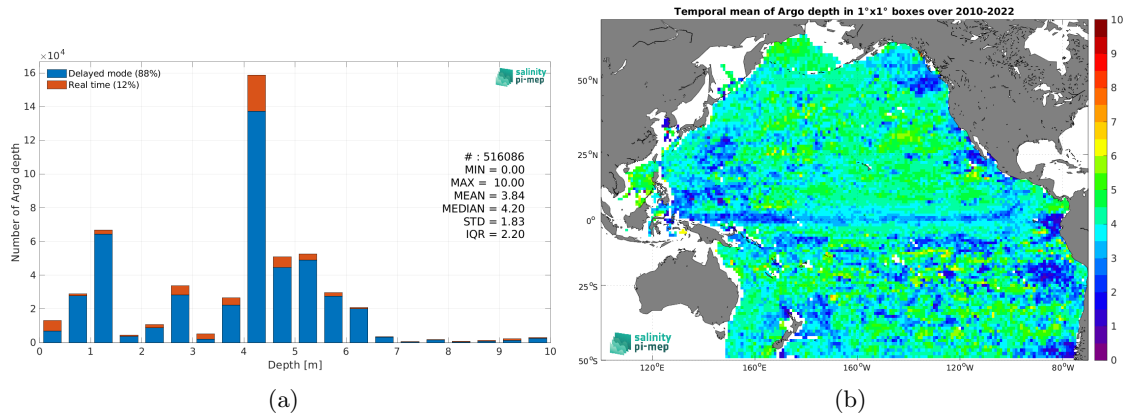 ×10⁴
Delayed mode (88%)
Real time (12%)
salinity
pi-mep
16
14
12
10
8
6
4
2
0
Number of Argo depth
# : 516086
MIN = 0.00
MAX = 10.00
MEAN = 3.84
MEDIAN = 4.20
STD = 1.83
IQR = 2.20
0 1 2 3 4 5 6 7 8 9 10
Depth [m]
(a)
Temporal mean of Argo depth in 1°x1° boxes over 2010-2022
50°N
25°N
0°
25°S
50°S
120°W 160°E 160°W 120°W 80°W
salinity
pi-mep
10
9
8
7
6
5
4
3
2
1
0
(b)